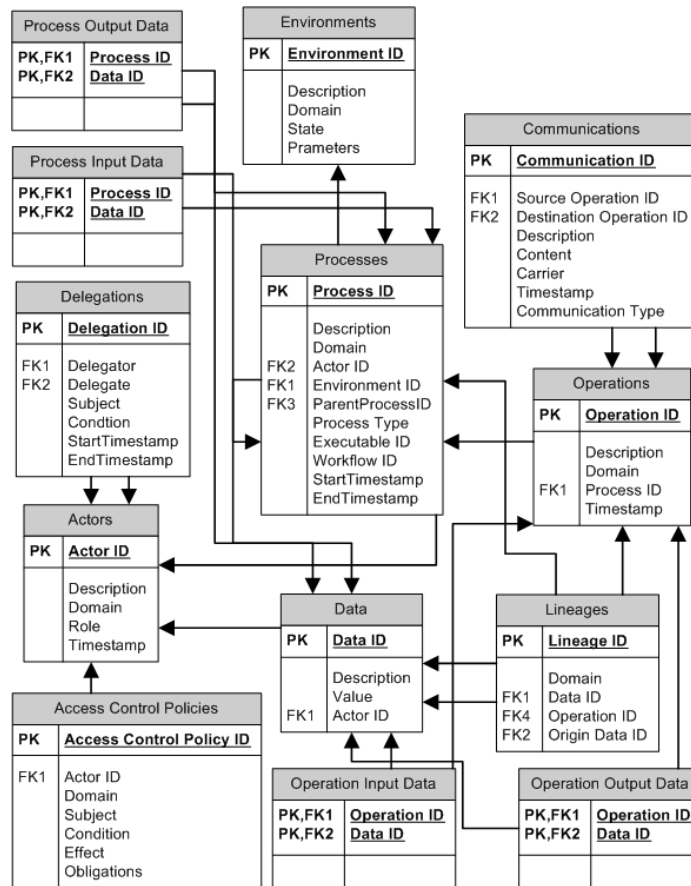 Process Output Data
PK,FK1 Process ID
PK,FK2 Data ID
Environments
PK Environment ID
Description
Domain
State
Prameters
Process Input Data
PK,FK1 Process ID
PK,FK2 Data ID
Communications
PK Communication ID
FK1 Source Operation ID
FK2 Destination Operation ID
Description
Content
Carrier
Timestamp
Communication Type
Processes
PK Process ID
Description
Domain
FK2 Actor ID
FK1 Environment ID
FK3 ParentProcessID
Process Type
Executable ID
Workflow ID
StartTimestamp
EndTimestamp
Delegations
PK Delegation ID
FK1 Delegator
FK2 Delegate
Subject
Condtion
StartTimestamp
EndTimestamp
Operations
PK Operation ID
Description
Domain
FK1 Process ID
Timestamp
Actors
PK Actor ID
Description
Domain
Role
Timestamp
Data
PK Data ID
Description
Value
FK1 Actor ID
Lineages
PK Lineage ID
Domain
FK1 Data ID
FK4 Operation ID
FK2 Origin Data ID
Access Control Policies
PK Access Control Policy ID
FK1 Actor ID
Domain
Subject
Condition
Effect
Obligations
Operation Input Data
PK,FK1 Operation ID
PK,FK2 Data ID
Operation Output Data
PK,FK1 Operation ID
PK,FK2 Data ID